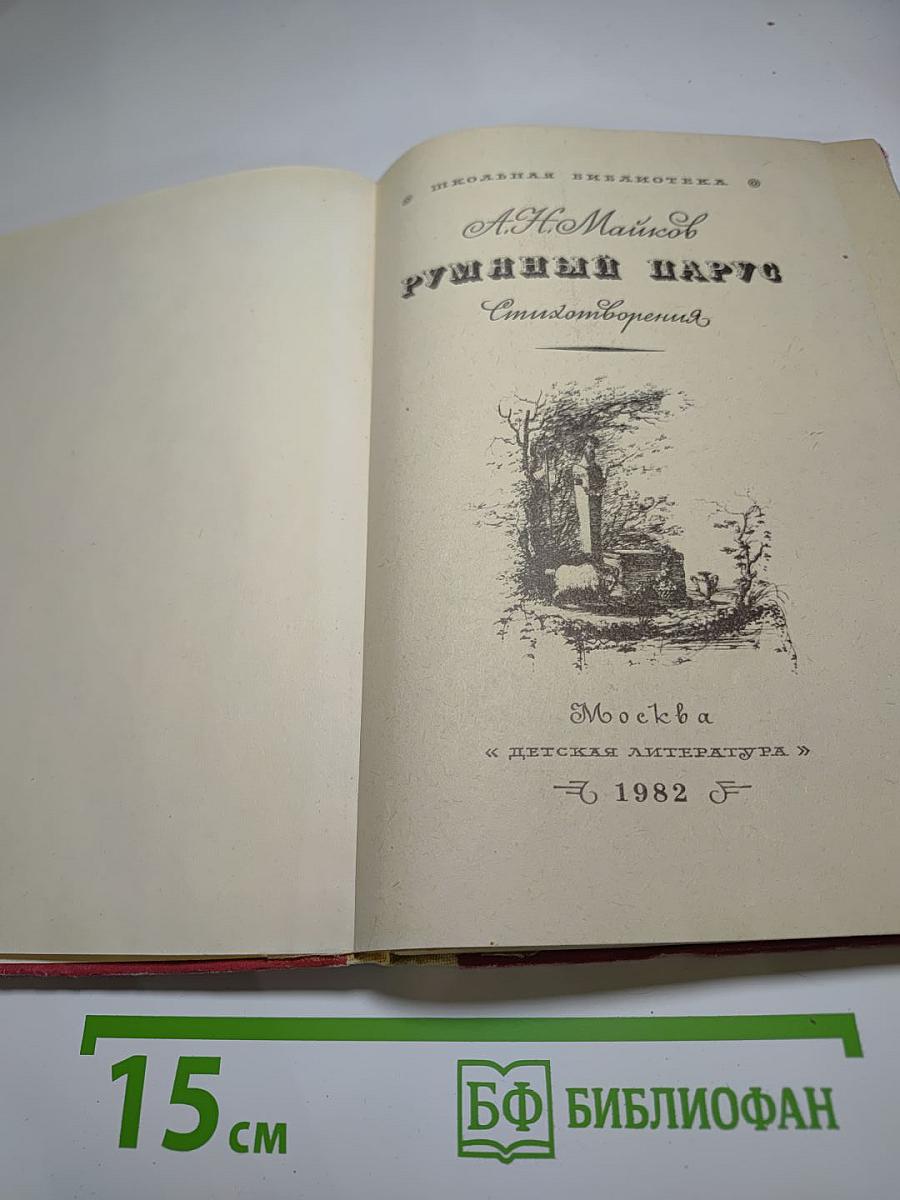 ШКОЛЬНАЯ БИБЛИОТЕКА
А. Н. Майков
РУМЯНЫЙ ПАРУС
Стихотворения
Москва
« ДЕТСКАЯ ЛИТЕРАТУРА »
1982
15 см
БФ БИБЛИОФАН